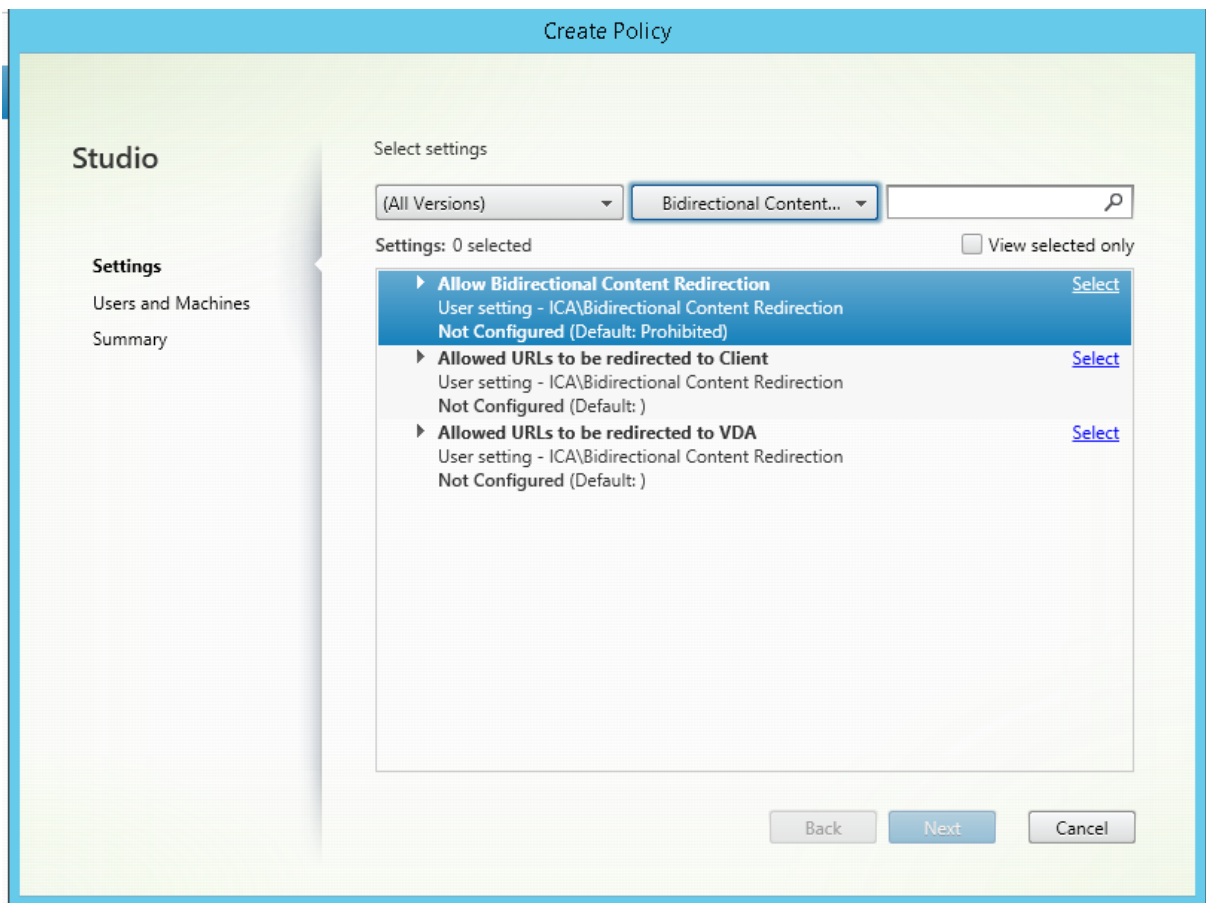 Create Policy
Studio
Settings
Users and Machines
Summary
Select settings
(All Versions)
Bidirectional Content...
Settings: 0 selected
View selected only
Allow Bidirectional Content Redirection
Select
User setting - ICA\Bidirectional Content Redirection
Not Configured (Default: Prohibited)
Allowed URLs to be redirected to Client
Select
User setting - ICA\Bidirectional Content Redirection
Not Configured (Default: )
Allowed URLs to be redirected to VDA
Select
User setting - ICA\Bidirectional Content Redirection
Not Configured (Default: )
Back
Next
Cancel